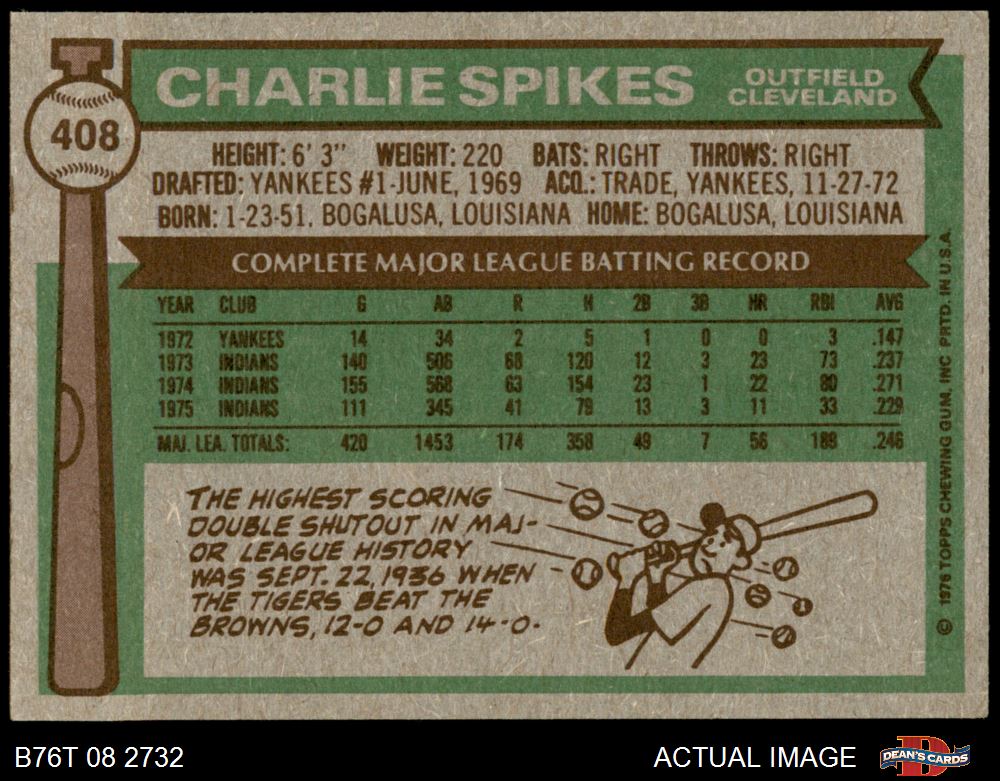 408
CHARLIE SPIKES
OUTFIELD
CLEVELAND
HEIGHT: 6' 3" WEIGHT: 220 BATS: RIGHT THROWS: RIGHT
DRAFTED: YANKEES #1-JUNE, 1969 ACQ.: TRADE, YANKEES, 11-27-72
BORN: 1-23-51, BOGALUSA, LOUISIANA HOME: BOGALUSA, LOUISIANA
COMPLETE MAJOR LEAGUE BATTING RECORD
YEAR CLUB G AB R H 2B 3B HR RBI AVG
1972 YANKEES 14 34 2 5 1 0 0 3 .147
1973 INDIANS 140 506 68 120 12 3 23 73 .237
1974 INDIANS 155 568 63 154 23 1 22 80 .271
1975 INDIANS 111 345 41 79 13 3 11 33 .229
MAJ. LEA. TOTALS: 420 1453 174 358 49 7 56 189 .246
THE HIGHEST SCORING
DOUBLE SHUTOUT IN MAJ-
OR LEAGUE HISTORY
WAS SEPT. 22, 1936 WHEN
THE TIGERS BEAT THE
BROWNS, 12-0 AND 14-0.
© 1976 TOPPS CHEWING GUM, INC PRTD. IN U.S.A.
B76T 08 2732
ACTUAL IMAGE
DEAN'S CARDS